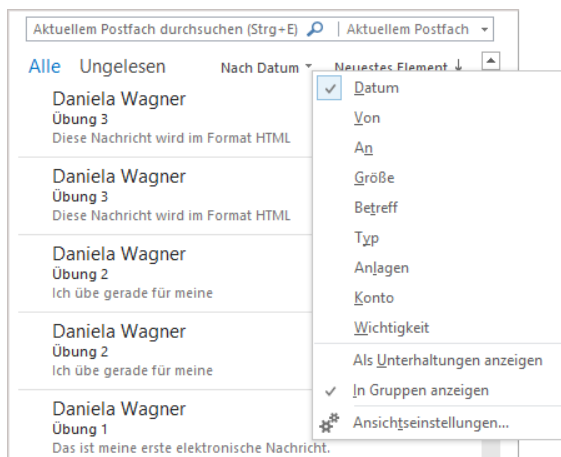 Aktuellem Postfach durchsuchen (Strg+E) Aktuellem Postfach
Alle Ungelesen Nach Datum Neuestes Element
Daniela Wagner
Übung 3
Diese Nachricht wird im Format HTML
Daniela Wagner
Übung 3
Diese Nachricht wird im Format HTML
Daniela Wagner
Übung 2
Ich übe gerade für meine
Daniela Wagner
Übung 2
Ich übe gerade für meine
Daniela Wagner
Übung 1
Das ist meine erste elektronische Nachricht.
Datum
Von
An
Größe
Betreff
Typ
Anlagen
Konto
Wichtigkeit
Als Unterhaltungen anzeigen
In Gruppen anzeigen
Ansichtseinstellungen...